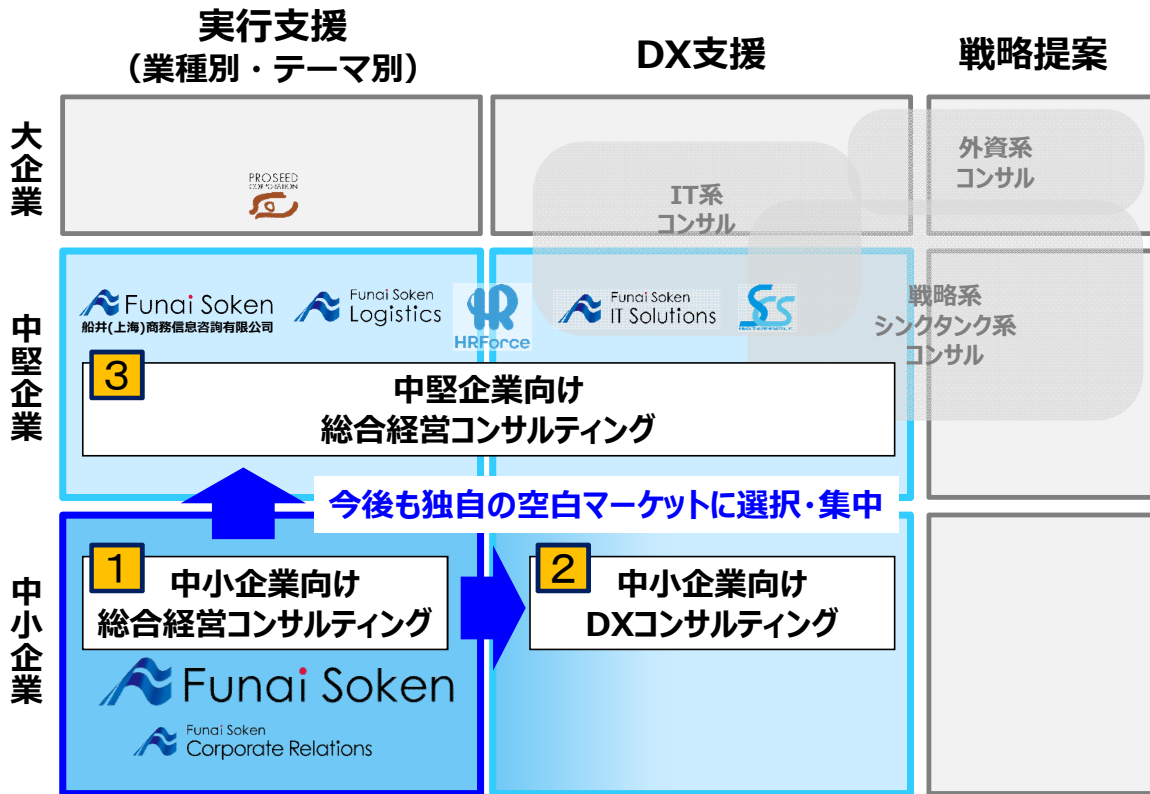 実行支援
（業種別・テーマ別）
DX支援
戦略提案
大企業
PROSEED
CORPORATION
IT系
コンサル
外資系
コンサル
中堅企業
Funai Soken
船井(上海)商務信息咨詢有限公司
Funai Soken
Logistics
HR
HRForce
Funai Soken
IT Solutions
SCS
戦略系
シンクタンク系
コンサル
3
中堅企業向け
総合経営コンサルティング
今後も独自の空白マーケットに選択・集中
中小企業
1
中小企業向け
総合経営コンサルティング
2
中小企業向け
DXコンサルティング
Funai Soken
Funai Soken
Corporate Relations